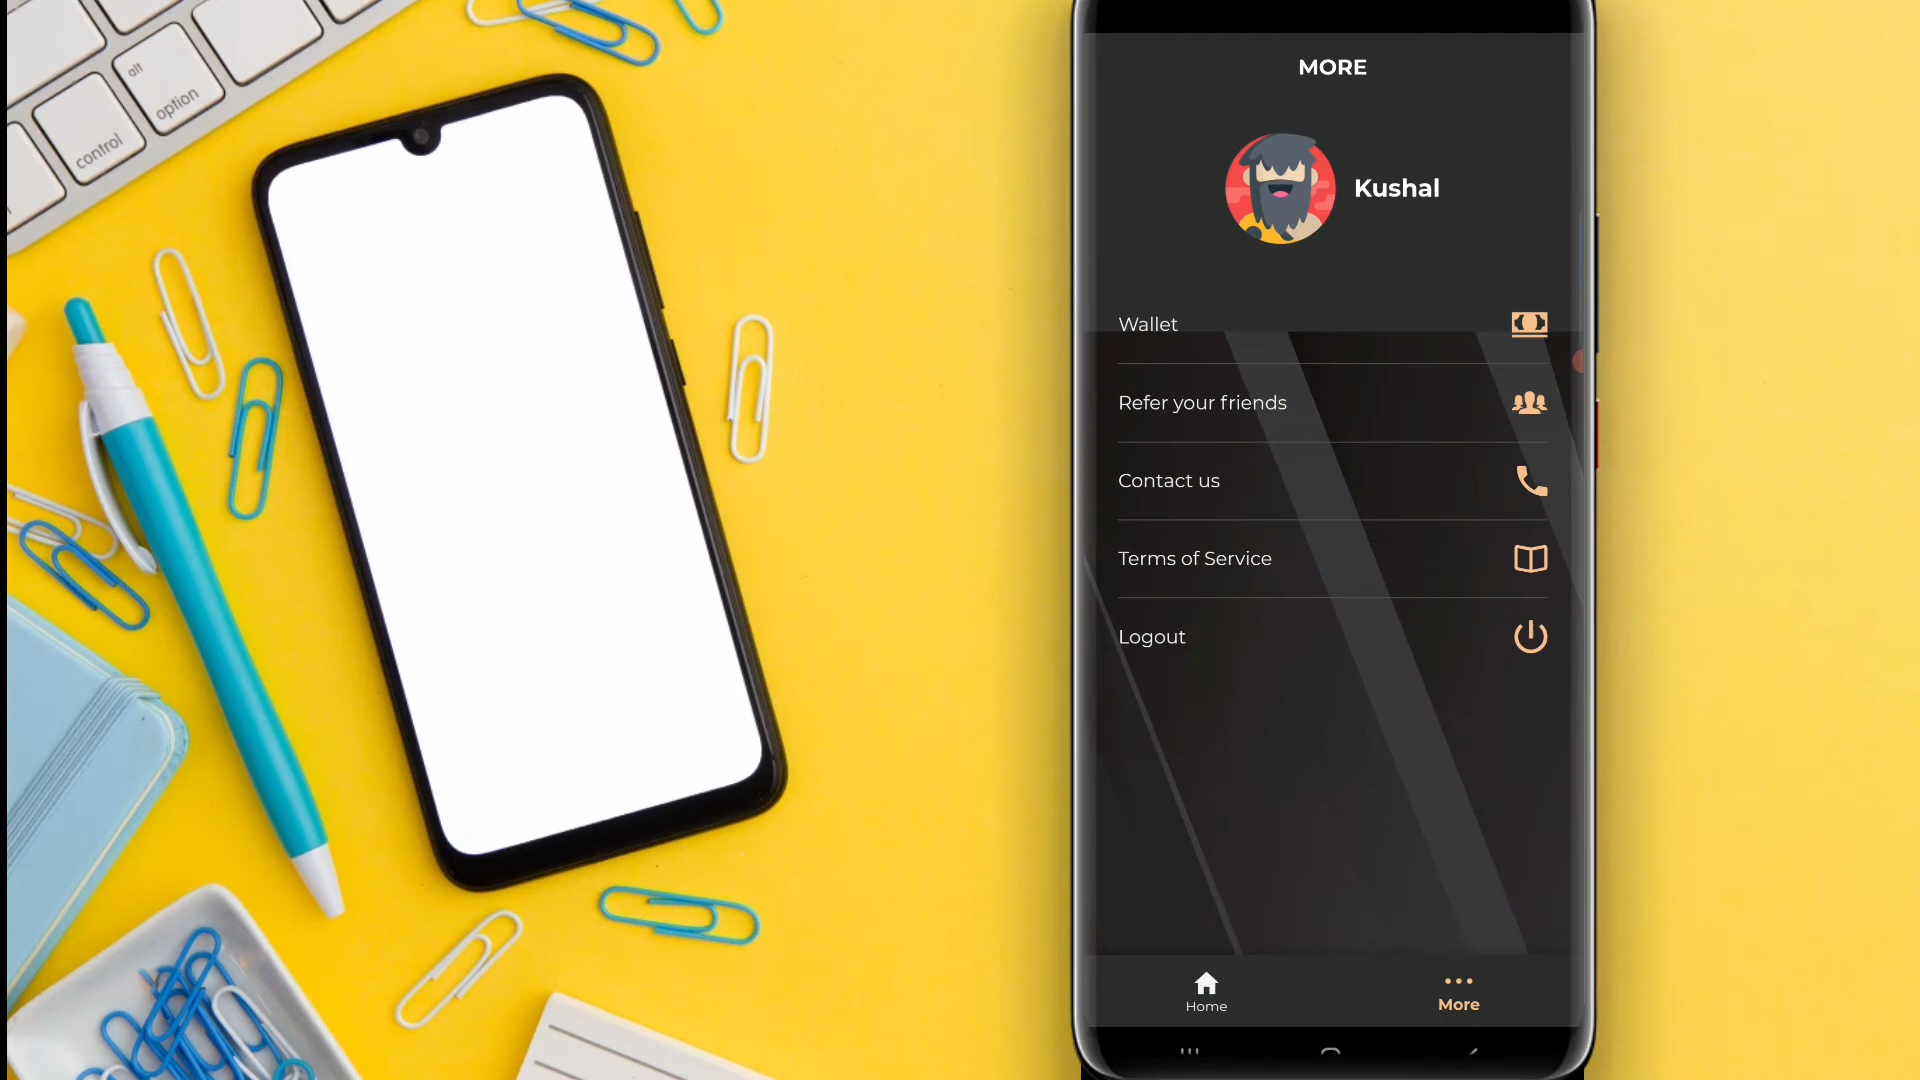 alt
option
control
MORE
Kushal
Wallet
Refer your friends
Contact us
Terms of Service
Logout
Home
More